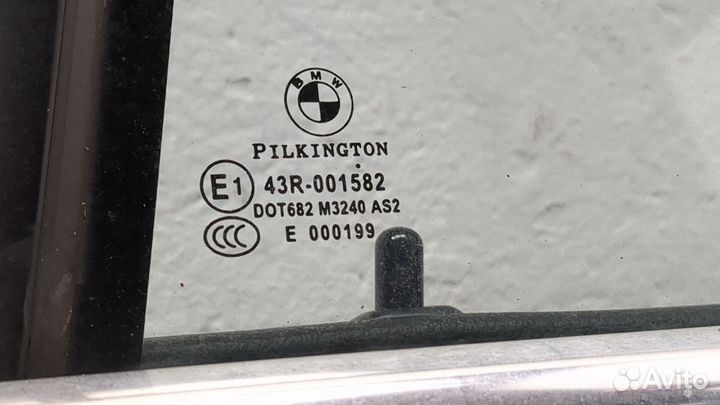 BMW
PILKINGTON
E1 43R-001582
DOT682 M3240 AS2
CCC E 000199
Avito